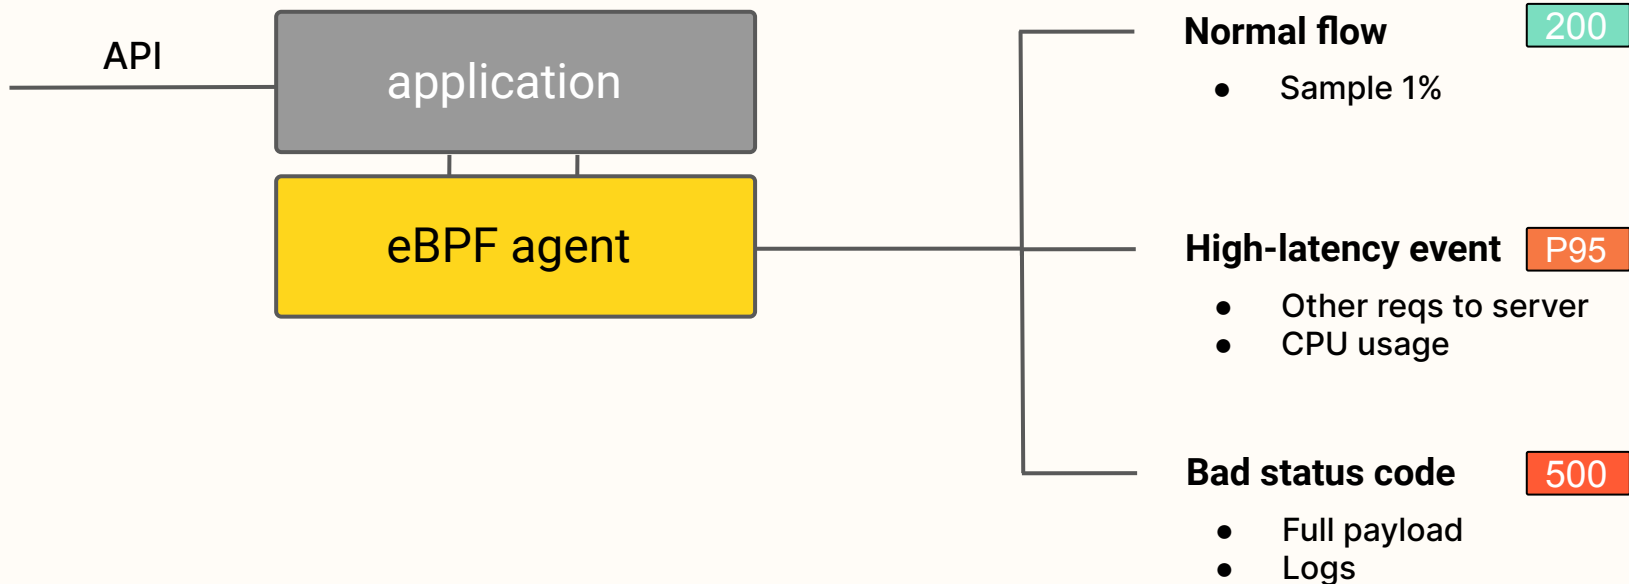 API
application
eBPF agent
Normal flow 200
● Sample 1%
High-latency event P95
● Other reqs to server
● CPU usage
Bad status code 500
● Full payload
● Logs